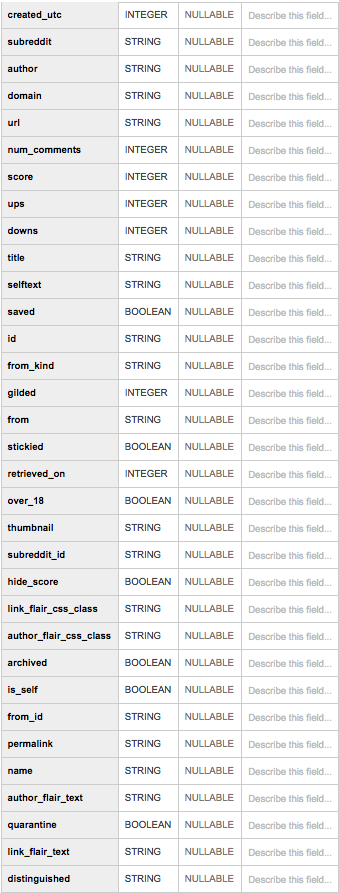 created_utc INTEGER NULLABLE Describe this field...
subreddit STRING NULLABLE Describe this field...
author STRING NULLABLE Describe this field...
domain STRING NULLABLE Describe this field...
url STRING NULLABLE Describe this field...
num_comments INTEGER NULLABLE Describe this field...
score INTEGER NULLABLE Describe this field...
ups INTEGER NULLABLE Describe this field...
downs INTEGER NULLABLE Describe this field...
title STRING NULLABLE Describe this field...
selftext STRING NULLABLE Describe this field...
saved BOOLEAN NULLABLE Describe this field...
id STRING NULLABLE Describe this field...
from_kind STRING NULLABLE Describe this field...
gilded INTEGER NULLABLE Describe this field...
from STRING NULLABLE Describe this field...
stickied BOOLEAN NULLABLE Describe this field...
retrieved_on INTEGER NULLABLE Describe this field...
over_18 BOOLEAN NULLABLE Describe this field...
thumbnail STRING NULLABLE Describe this field...
subreddit_id STRING NULLABLE Describe this field...
hide_score BOOLEAN NULLABLE Describe this field...
link_flair_css_class STRING NULLABLE Describe this field...
author_flair_css_class STRING NULLABLE Describe this field...
archived BOOLEAN NULLABLE Describe this field...
is_self BOOLEAN NULLABLE Describe this field...
from_id STRING NULLABLE Describe this field...
permalink STRING NULLABLE Describe this field...
name STRING NULLABLE Describe this field...
author_flair_text STRING NULLABLE Describe this field...
quarantine BOOLEAN NULLABLE Describe this field...
link_flair_text STRING NULLABLE Describe this field...
distinguished STRING NULLABLE Describe this field...